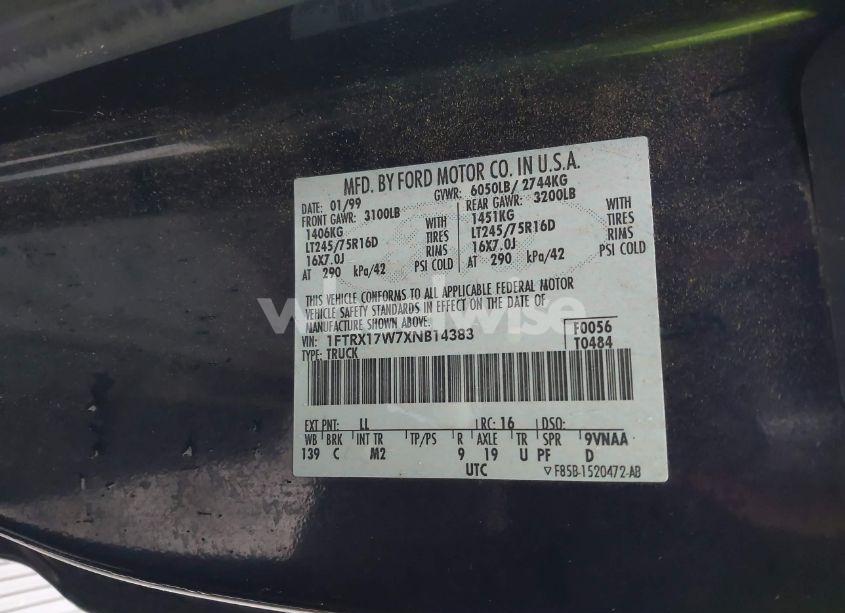 MFD. BY FORD MOTOR CO. IN U.S.A.
DATE: 01/99 GVWR: 6050LB/ 2744KG
FRONT GAWR: 3100LB REAR GAWR: 3200LB
1406KG WITH 1451KG WITH
LT245/75R16D TIRES LT245/75R16D TIRES
16X7.0J RIMS 16X7.0J RIMS
AT 290 kPa/42 PSI COLD AT 290 kPa/42 PSI COLD
THIS VEHICLE CONFORMS TO ALL APPLICABLE FEDERAL MOTOR
VEHICLE SAFETY STANDARDS IN EFFECT ON THE DATE OF
MANUFACTURE SHOWN ABOVE.
VIN: 1FTRX17W7XNB14383 F0056
TYPE: TRUCK T0484
EXT PNT: LL RC: 16 DSO:
WB BRK INT TR TP/PS R AXLE TR SPR 9VNAA
139 C M2 9 19 U PF D
UTC ▽ F85B-1520472-AB